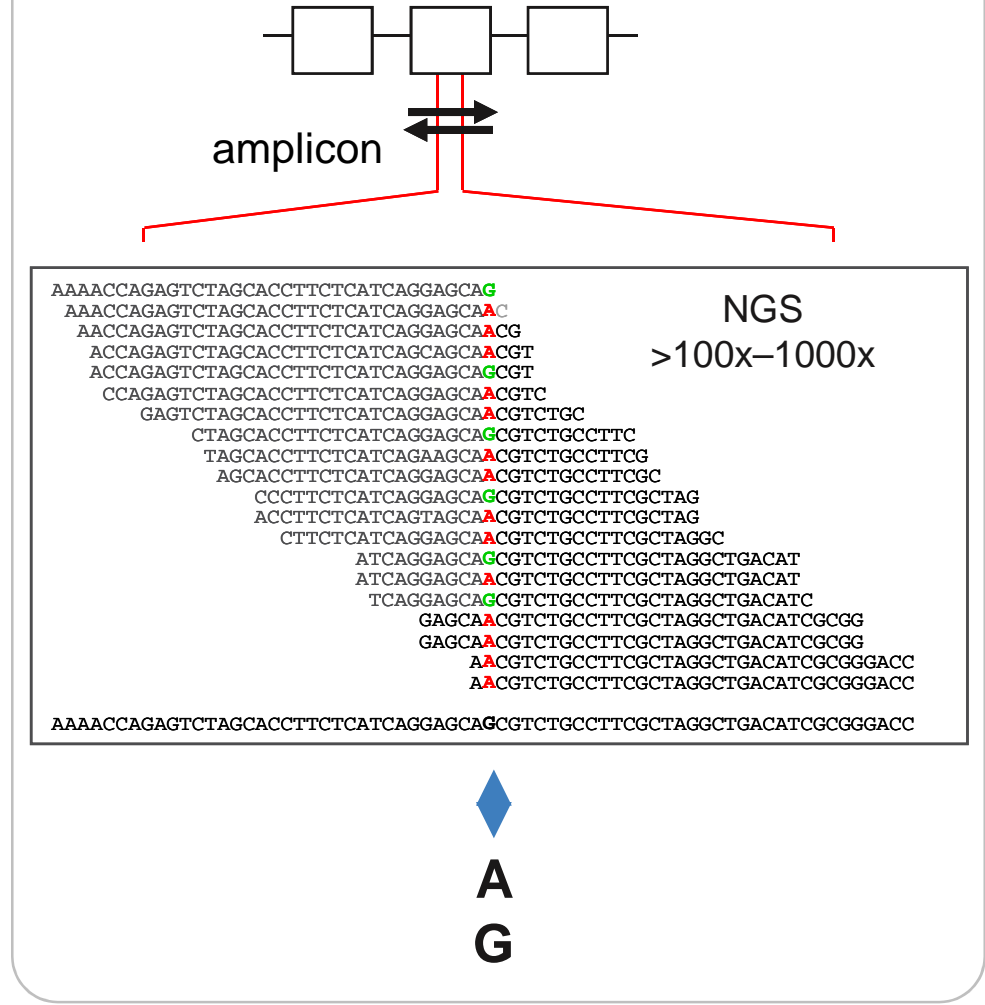 amplicon
NGS
>100x–1000x
AAAACCAGAGTCTAGCACCTTCTCATCAGGAGCAG
AAACCAGAGTCTAGCACCTTCTCATCAGGAGCAAC
AACCAGAGTCTAGCACCTTCTCATCAGGAGCAACG
ACCAGAGTCTAGCACCTTCTCATCAGCAGCAACGT
ACCAGAGTCTAGCACCTTCTCATCAGGAGCAGCGT
CCAGAGTCTAGCACCTTCTCATCAGGAGCAACGTC
GAGTCTAGCACCTTCTCATCAGGAGCAACGTCTGC
CTAGCACCTTCTCATCAGGAGCAGCGTCTGCCTTC
TAGCACCTTCTCATCAGAAGCAACGTCTGCCTTCG
AGCACCTTCTCATCAGGAGCAACGTCTGCCTTCGC
CCCTTCTCATCAGGAGCAGCGTCTGCCTTCGCTAG
ACCTTCTCATCAGTAGCAACGTCTGCCTTCGCTAG
CTTCTCATCAGGAGCAACGTCTGCCTTCGCTAGGC
ATCAGGAGCAGCGTCTGCCTTCGCTAGGCTGACAT
ATCAGGAGCAACGTCTGCCTTCGCTAGGCTGACAT
TCAGGAGCAGCGTCTGCCTTCGCTAGGCTGACATC
GAGCAACGTCTGCCTTCGCTAGGCTGACATCGCGG
GAGCAACGTCTGCCTTCGCTAGGCTGACATCGCGG
AACGTCTGCCTTCGCTAGGCTGACATCGCGGGACC
AACGTCTGCCTTCGCTAGGCTGACATCGCGGGACC
AAAACCAGAGTCTAGCACCTTCTCATCAGGAGCAGCGTCTGCCTTCGCTAGGCTGACATCGCGGGACC
A
G